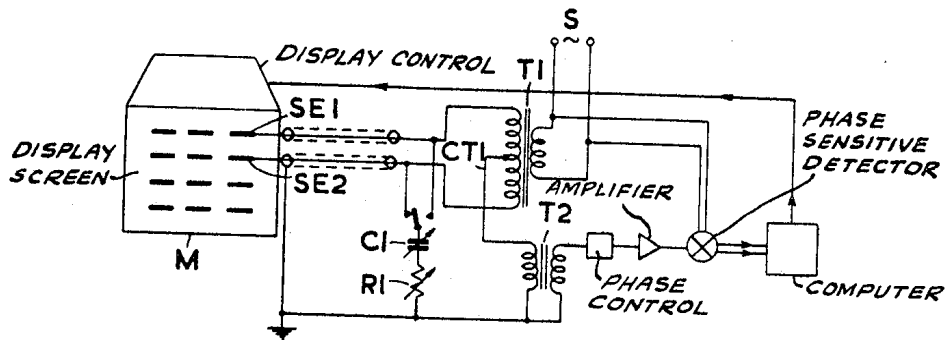 S
DISPLAY CONTROL
T1
SE1
PHASE
SENSITIVE
DETECTOR
DISPLAY
SCREEN
CT1
SE2
AMPLIFIER
T2
C1
M
R1
PHASE
CONTROL
COMPUTER